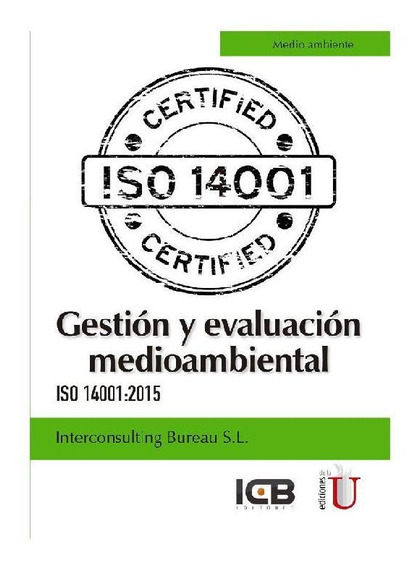 Medio ambiente
CERTIFIED
ISO 14001
CERTIFIED
Gestión y evaluación
medioambiental
ISO 14001:2015
Interconsulting Bureau S.L.
ICB
EDITORES
ediciones de la
U